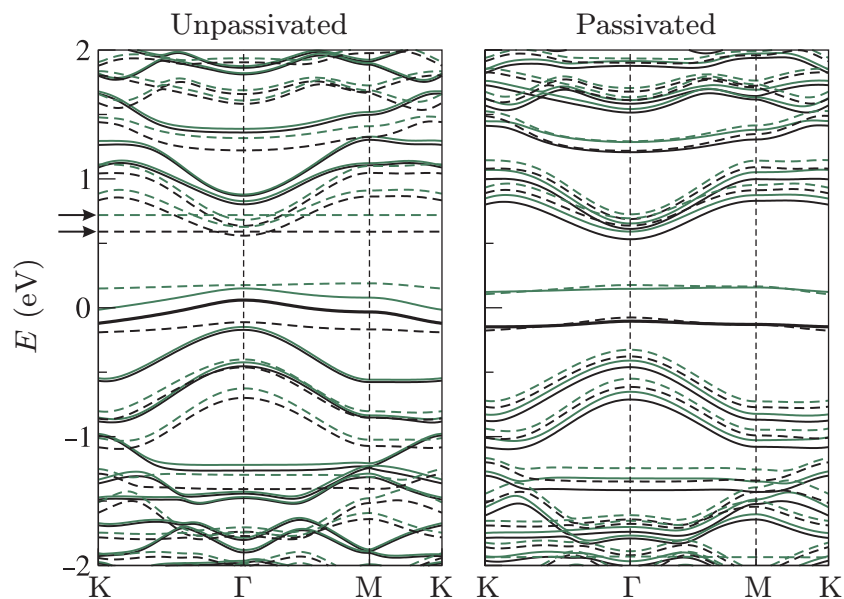 Unpassivated
Passivated
2
1
0
-1
-2
E (eV)
K Γ M K
K Γ M K